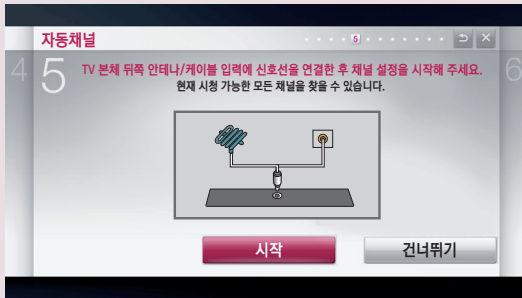 자동채널
5
4
5
6
TV 본체 뒤쪽 안테나/케이블 입력에 신호선을 연결한 후 채널 설정을 시작해 주세요.
현재 시청 가능한 모든 채널을 찾을 수 있습니다.
시작
건너뛰기